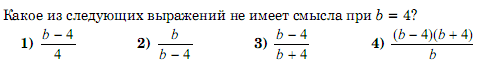 Какое из следующих выражений не имеет смысла при b = 4?
1) (b − 4)/4 2) b/(b − 4) 3) (b − 4)/(b + 4) 4) ((b − 4)(b + 4))/b